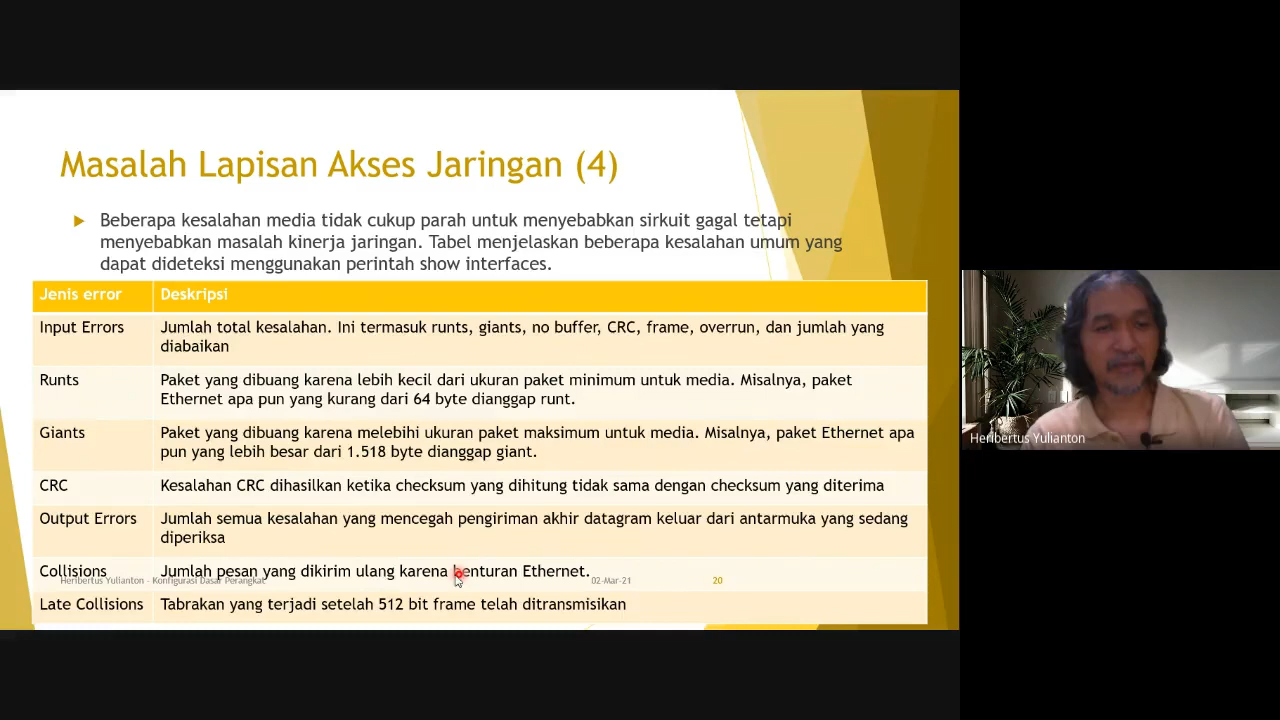 Masalah Lapisan Akses Jaringan (4)
Beberapa kesalahan media tidak cukup parah untuk menyebabkan sirkuit gagal tetapi
menyebabkan masalah kinerja jaringan. Tabel menjelaskan beberapa kesalahan umum yang
dapat dideteksi menggunakan perintah show interfaces.
Jenis error Deskripsi
Input Errors Jumlah total kesalahan. Ini termasuk runts, giants, no buffer, CRC, frame, overrun, dan jumlah yang
diabaikan
Runts Paket yang dibuang karena lebih kecil dari ukuran paket minimum untuk media. Misalnya, paket
Ethernet apa pun yang kurang dari 64 byte dianggap runt.
Giants Paket yang dibuang karena melebihi ukuran paket maksimum untuk media. Misalnya, paket Ethernet apa
pun yang lebih besar dari 1.518 byte dianggap giant.
CRC Kesalahan CRC dihasilkan ketika checksum yang dihitung tidak sama dengan checksum yang diterima
Output Errors Jumlah semua kesalahan yang mencegah pengiriman akhir datagram keluar dari antarmuka yang sedang
diperiksa
Collisions Jumlah pesan yang dikirim ulang karena benturan Ethernet.
Heribertus Yulianton - Konfigurasi Dasar Perangkat 02-Mar-21 20
Late Collisions Tabrakan yang terjadi setelah 512 bit frame telah ditransmisikan
Heribertus Yulianton